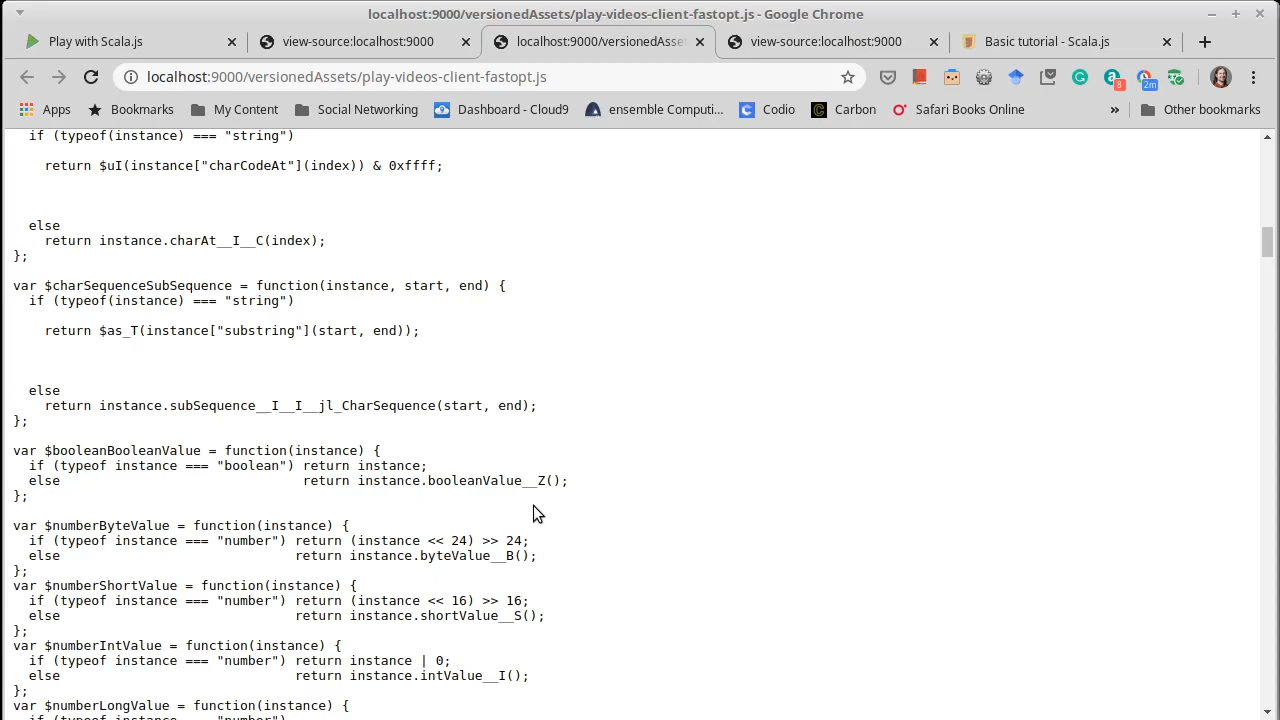 localhost:9000/versionedAssets/play-videos-client-fastopt.js - Google Chrome
Play with Scala.js
view-source:localhost:9000
localhost:9000/versionedAsse
view-source:localhost:9000
Basic tutorial - Scala.js
localhost:9000/versionedAssets/play-videos-client-fastopt.js
8
2m
Apps
Bookmarks
My Content
Social Networking
Dashboard - Cloud9
ensemble Computi...
Codio
Carbon
Safari Books Online
»
Other bookmarks
if (typeof(instance) === "string")
return $uI(instance["charCodeAt"](index)) & 0xffff;
else
return instance.charAt__I__C(index);
};
var $charSequenceSubSequence = function(instance, start, end) {
if (typeof(instance) === "string")
return $as_T(instance["substring"](start, end));
else
return instance.subSequence__I__I__jl_CharSequence(start, end);
};
var $booleanBooleanValue = function(instance) {
if (typeof instance === "boolean") return instance;
else                               return instance.booleanValue__Z();
};
var $numberByteValue = function(instance) {
if (typeof instance === "number") return (instance << 24) >> 24;
else                              return instance.byteValue__B();
};
var $numberShortValue = function(instance) {
if (typeof instance === "number") return (instance << 16) >> 16;
else                              return instance.shortValue__S();
};
var $numberIntValue = function(instance) {
if (typeof instance === "number") return instance | 0;
else                              return instance.intValue__I();
};
var $numberLongValue = function(instance) {
if (typeof instance === "number")